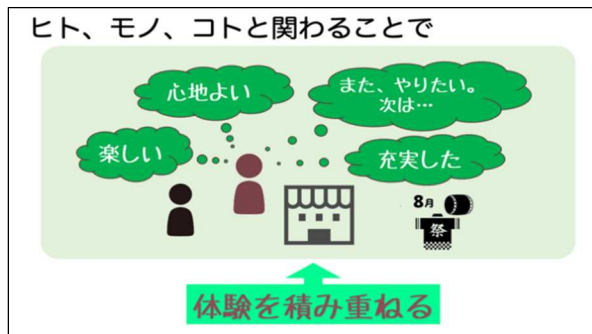 ヒト、モノ、コトと関わることで
心地よい
また、やりたい。
次は…
楽しい
充実した
8月
祭
体験を積み重ねる